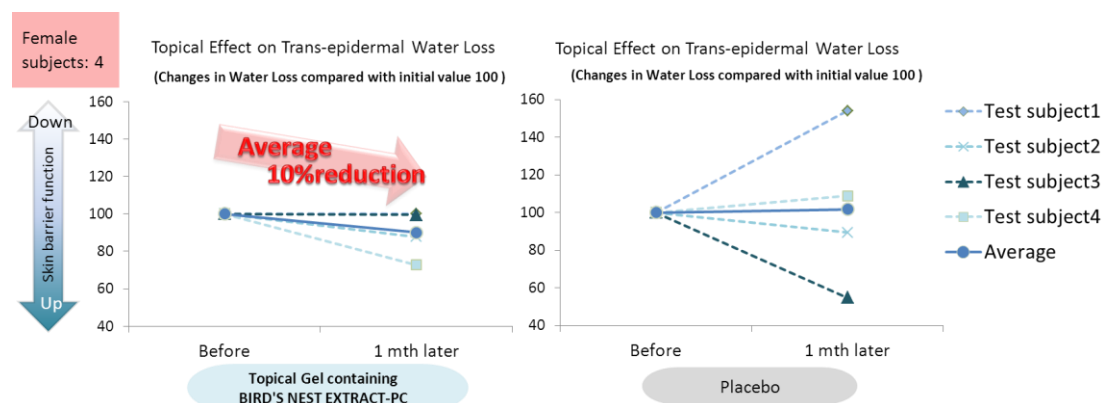 Female
subjects: 4
Topical Effect on Trans-epidermal Water Loss
(Changes in Water Loss compared with initial value 100 )
160
140
120
100
80
60
40
Down
Skin barrier function
Up
Average
10%reduction
Before
1 mth later
Topical Gel containing
BIRD'S NEST EXTRACT-PC
Topical Effect on Trans-epidermal Water Loss
(Changes in Water Loss compared with initial value 100 )
160
140
120
100
80
60
40
Before
1 mth later
Placebo
Test subject1
Test subject2
Test subject3
Test subject4
Average